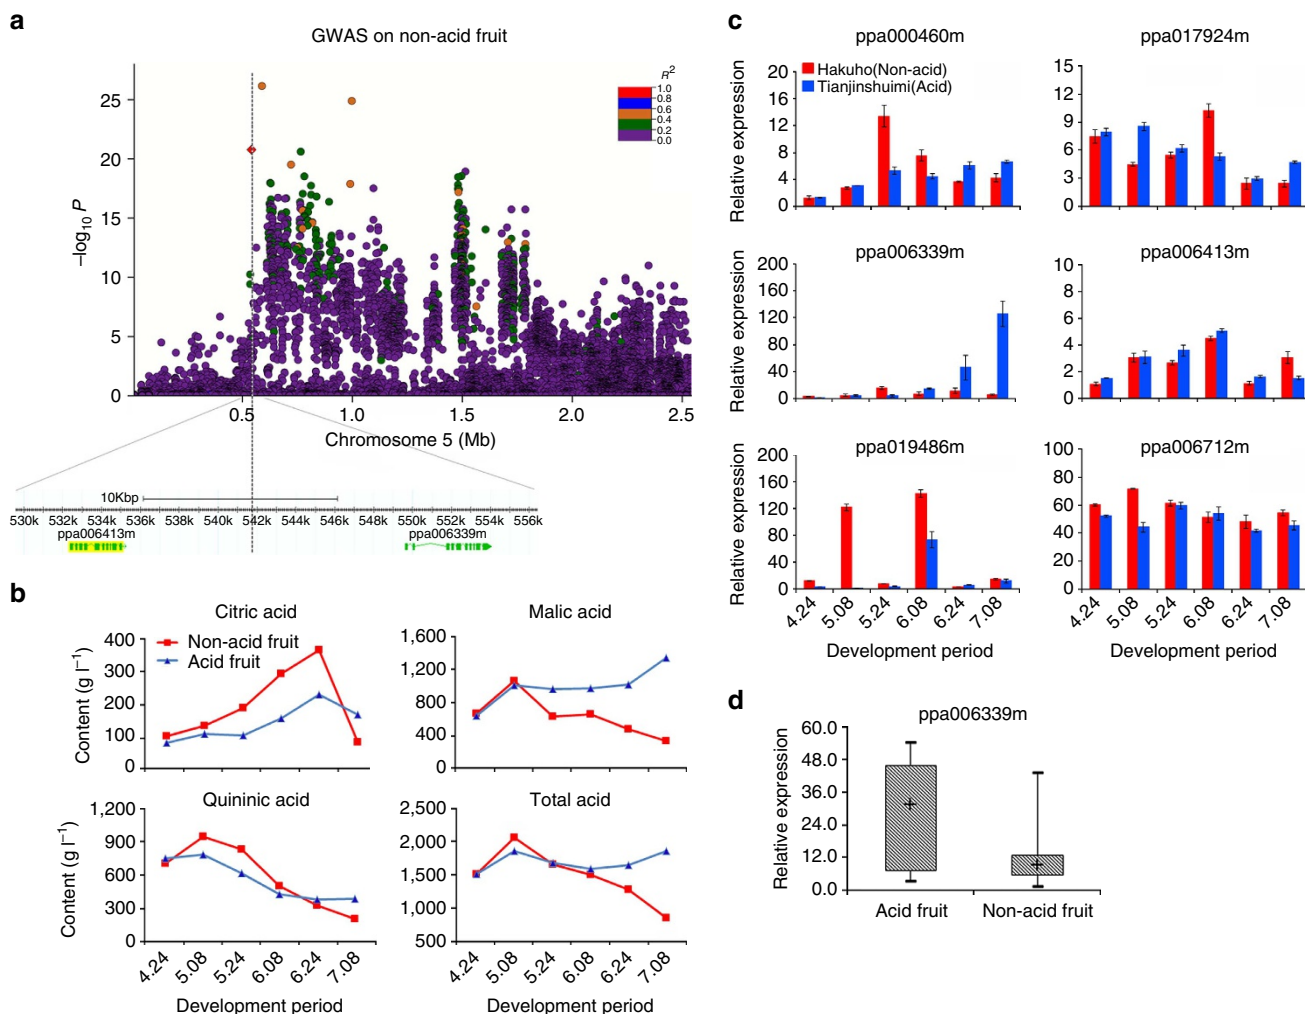 a
GWAS on non-acid fruit
R²
1.0
0.8
0.6
0.4
0.2
0.0
–log₁₀ P
25
20
15
10
5
0
0.5 1.0 1.5 2.0 2.5
Chromosome 5 (Mb)
10Kbp
530k 532k 534k 536k 538k 540k 542k 544k 546k 548k 550k 552k 554k 556k
ppa006413m ppa006339m
b
Citric acid
Content (g l⁻¹)
400
300
200
100
0
Non-acid fruit
Acid fruit
Malic acid
1,600
1,200
800
400
0
Quininic acid
Content (g l⁻¹)
1,200
900
600
300
0
4.24 5.08 5.24 6.08 6.24 7.08
Development period
Total acid
2,500
2,000
1,500
1,000
500
4.24 5.08 5.24 6.08 6.24 7.08
Development period
c
ppa000460m
Relative expression
20
16
12
8
4
0
Hakuho(Non-acid)
Tianjinshuimi(Acid)
ppa017924m
15
12
9
6
3
0
ppa006339m
Relative expression
200
160
120
80
40
0
ppa006413m
10
8
6
4
2
0
ppa019486m
Relative expression
200
160
120
80
40
0
4.24 5.08 5.24 6.08 6.24 7.08
Development period
ppa006712m
100
80
60
40
20
0
4.24 5.08 5.24 6.08 6.24 7.08
Development period
d
ppa006339m
Relative expression
60.0
48.0
36.0
24.0
12.0
0.0
Acid fruit Non-acid fruit